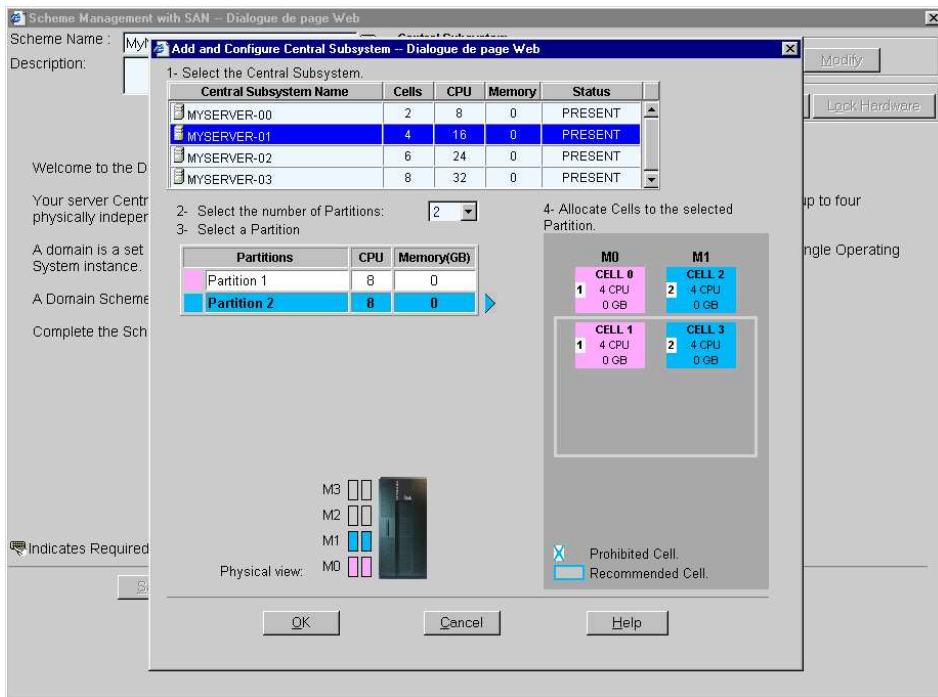 Scheme Management with SAN -- Dialogue de page Web
Scheme Name :
Description:
Modify
Lock Hardware
Welcome to the D
Your server Centr
up to four
physically indeper
A domain is a set
ngle Operating
System instance.
A Domain Scheme
Complete the Sch
Indicates Required
Add and Configure Central Subsystem -- Dialogue de page Web
1- Select the Central Subsystem.
Central Subsystem Name Cells CPU Memory Status
MYSERVER-00 2 8 0 PRESENT
MYSERVER-01 4 16 0 PRESENT
MYSERVER-02 6 24 0 PRESENT
MYSERVER-03 8 32 0 PRESENT
2- Select the number of Partitions: 2
3- Select a Partition
Partitions CPU Memory(GB)
Partition 1 8 0
Partition 2 8 0
4- Allocate Cells to the selected
Partition.
M0 M1
CELL 0 CELL 2
1 4 CPU 2 4 CPU
0 GB 0 GB
CELL 1 CELL 3
1 4 CPU 2 4 CPU
0 GB 0 GB
M3
M2
M1
Physical view: M0
X Prohibited Cell.
Recommended Cell.
OK Cancel Help